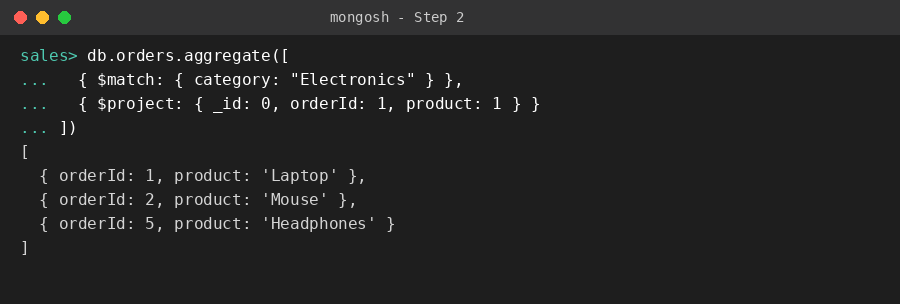 mongosh - Step 2
sales> db.orders.aggregate([
...   { $match: { category: "Electronics" } },
...   { $project: { _id: 0, orderId: 1, product: 1 } }
... ])
[
  { orderId: 1, product: 'Laptop' },
  { orderId: 2, product: 'Mouse' },
  { orderId: 5, product: 'Headphones' }
]